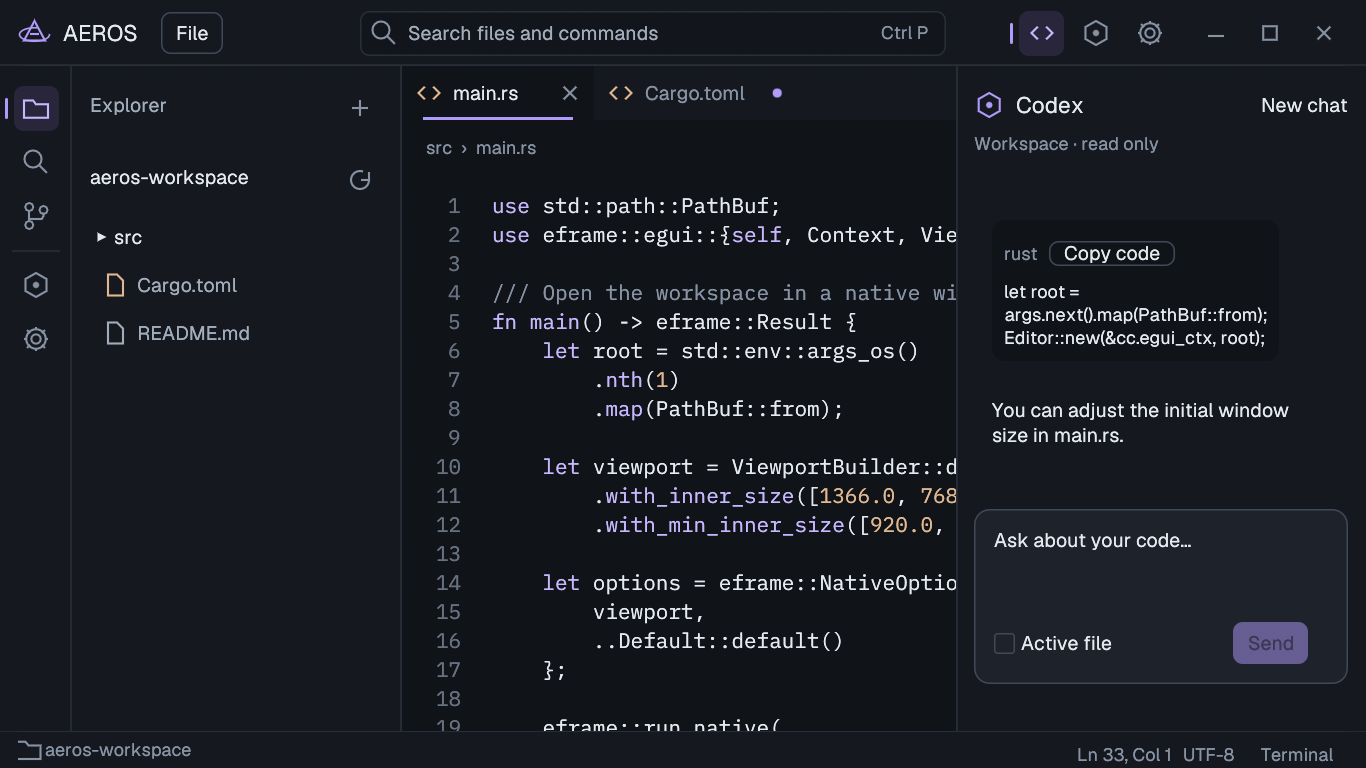 AEROS File Search files and commands Ctrl P
Explorer
aeros-workspace
src
Cargo.toml
README.md
main.rs Cargo.toml
src › main.rs
1 use std::path::PathBuf;
2 use eframe::egui::{self, Context, Vie
3
4 /// Open the workspace in a native wi
5 fn main() -> eframe::Result {
6     let root = std::env::args_os()
7         .nth(1)
8         .map(PathBuf::from);
9
10     let viewport = ViewportBuilder::d
11         .with_inner_size([1366.0, 768
12         .with_min_inner_size([920.0,
13
14     let options = eframe::NativeOptio
15         viewport,
16         ..Default::default()
17     };
18
19     eframe::run_native(
Codex New chat
Workspace · read only
rust Copy code
let root =
args.next().map(PathBuf::from);
Editor::new(&cc.egui_ctx, root);
You can adjust the initial window
size in main.rs.
Ask about your code…
Active file Send
aeros-workspace Ln 33, Col 1 UTF-8 Terminal